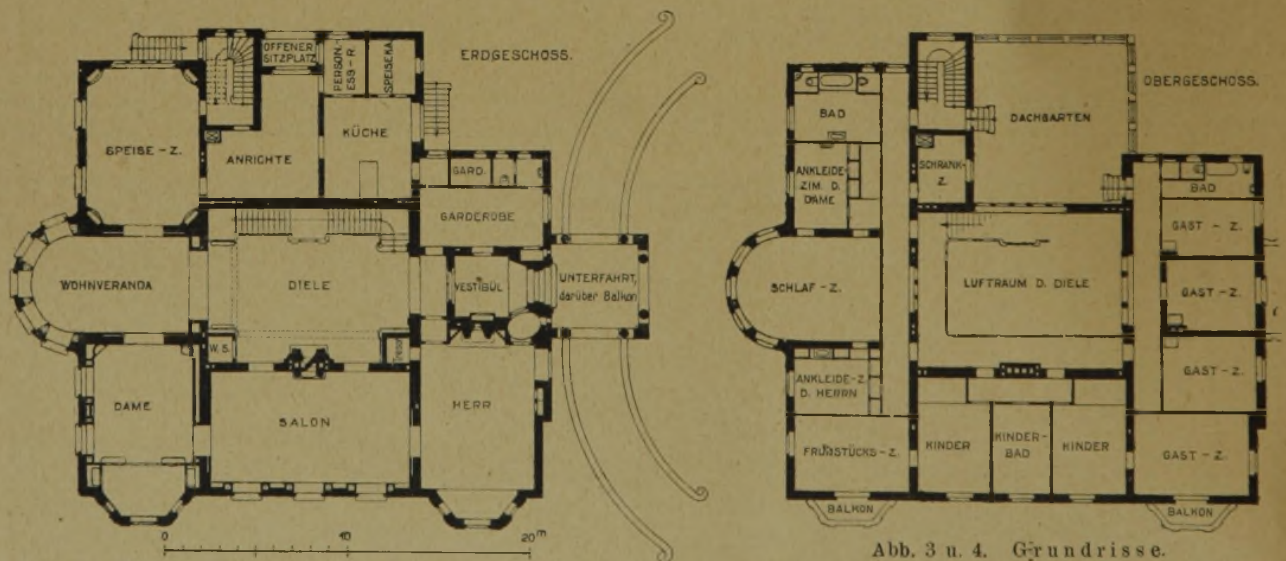 ERDGESCHOSS.
OFFENER
SITZPLATZ
PERSON.-
ESS-R.
SPEISEKA.
SPEISE-Z.
ANRICHTE
KÜCHE
GARD.
GARDEROBE
WOHNVERANDA
DIELE
VESTIBÜL
UNTERFAHRT,
darüber Balkon
W.S.
Tresor
DAME
SALON
HERR
0 10 20m
OBERGESCHOSS.
BAD
DACHGARTEN
ANKLEIDE-
ZIM. D.
DAME
SCHRANK-
Z.
BAD
GAST-Z.
SCHLAF-Z.
LUFTRAUM D. DIELE
GAST-Z.
ANKLEIDE-Z.
D. HERRN
GAST-Z.
FRÜHSTÜCKS-Z.
KINDER
KINDER-
BAD
KINDER
GAST-Z.
BALKON
BALKON
Abb. 3 u. 4. Grundrisse.